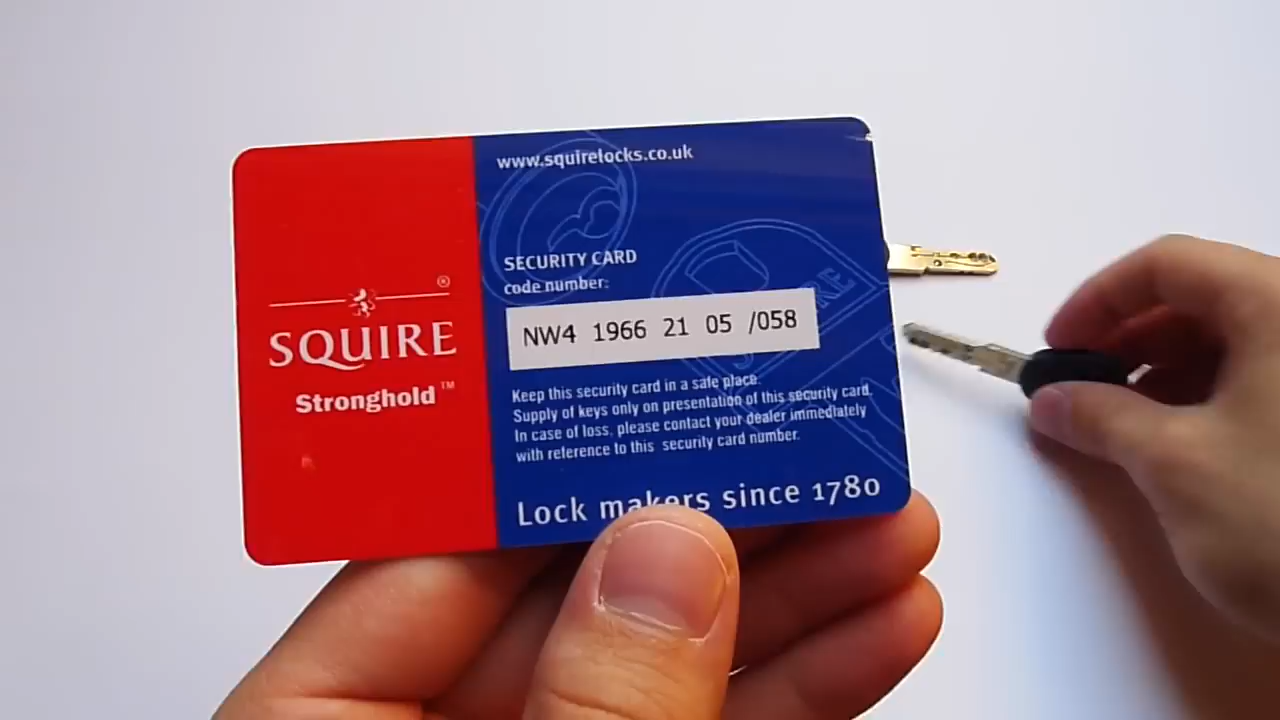 www.squirelocks.co.uk
SECURITY CARD
code number:
NW4 1966 21 05 /058
SQUIRE®
Stronghold™
Keep this security card in a safe place.
Supply of keys only on presentation of this security card.
In case of loss, please contact your dealer immediately
with reference to this security card number.
Lock makers since 1780